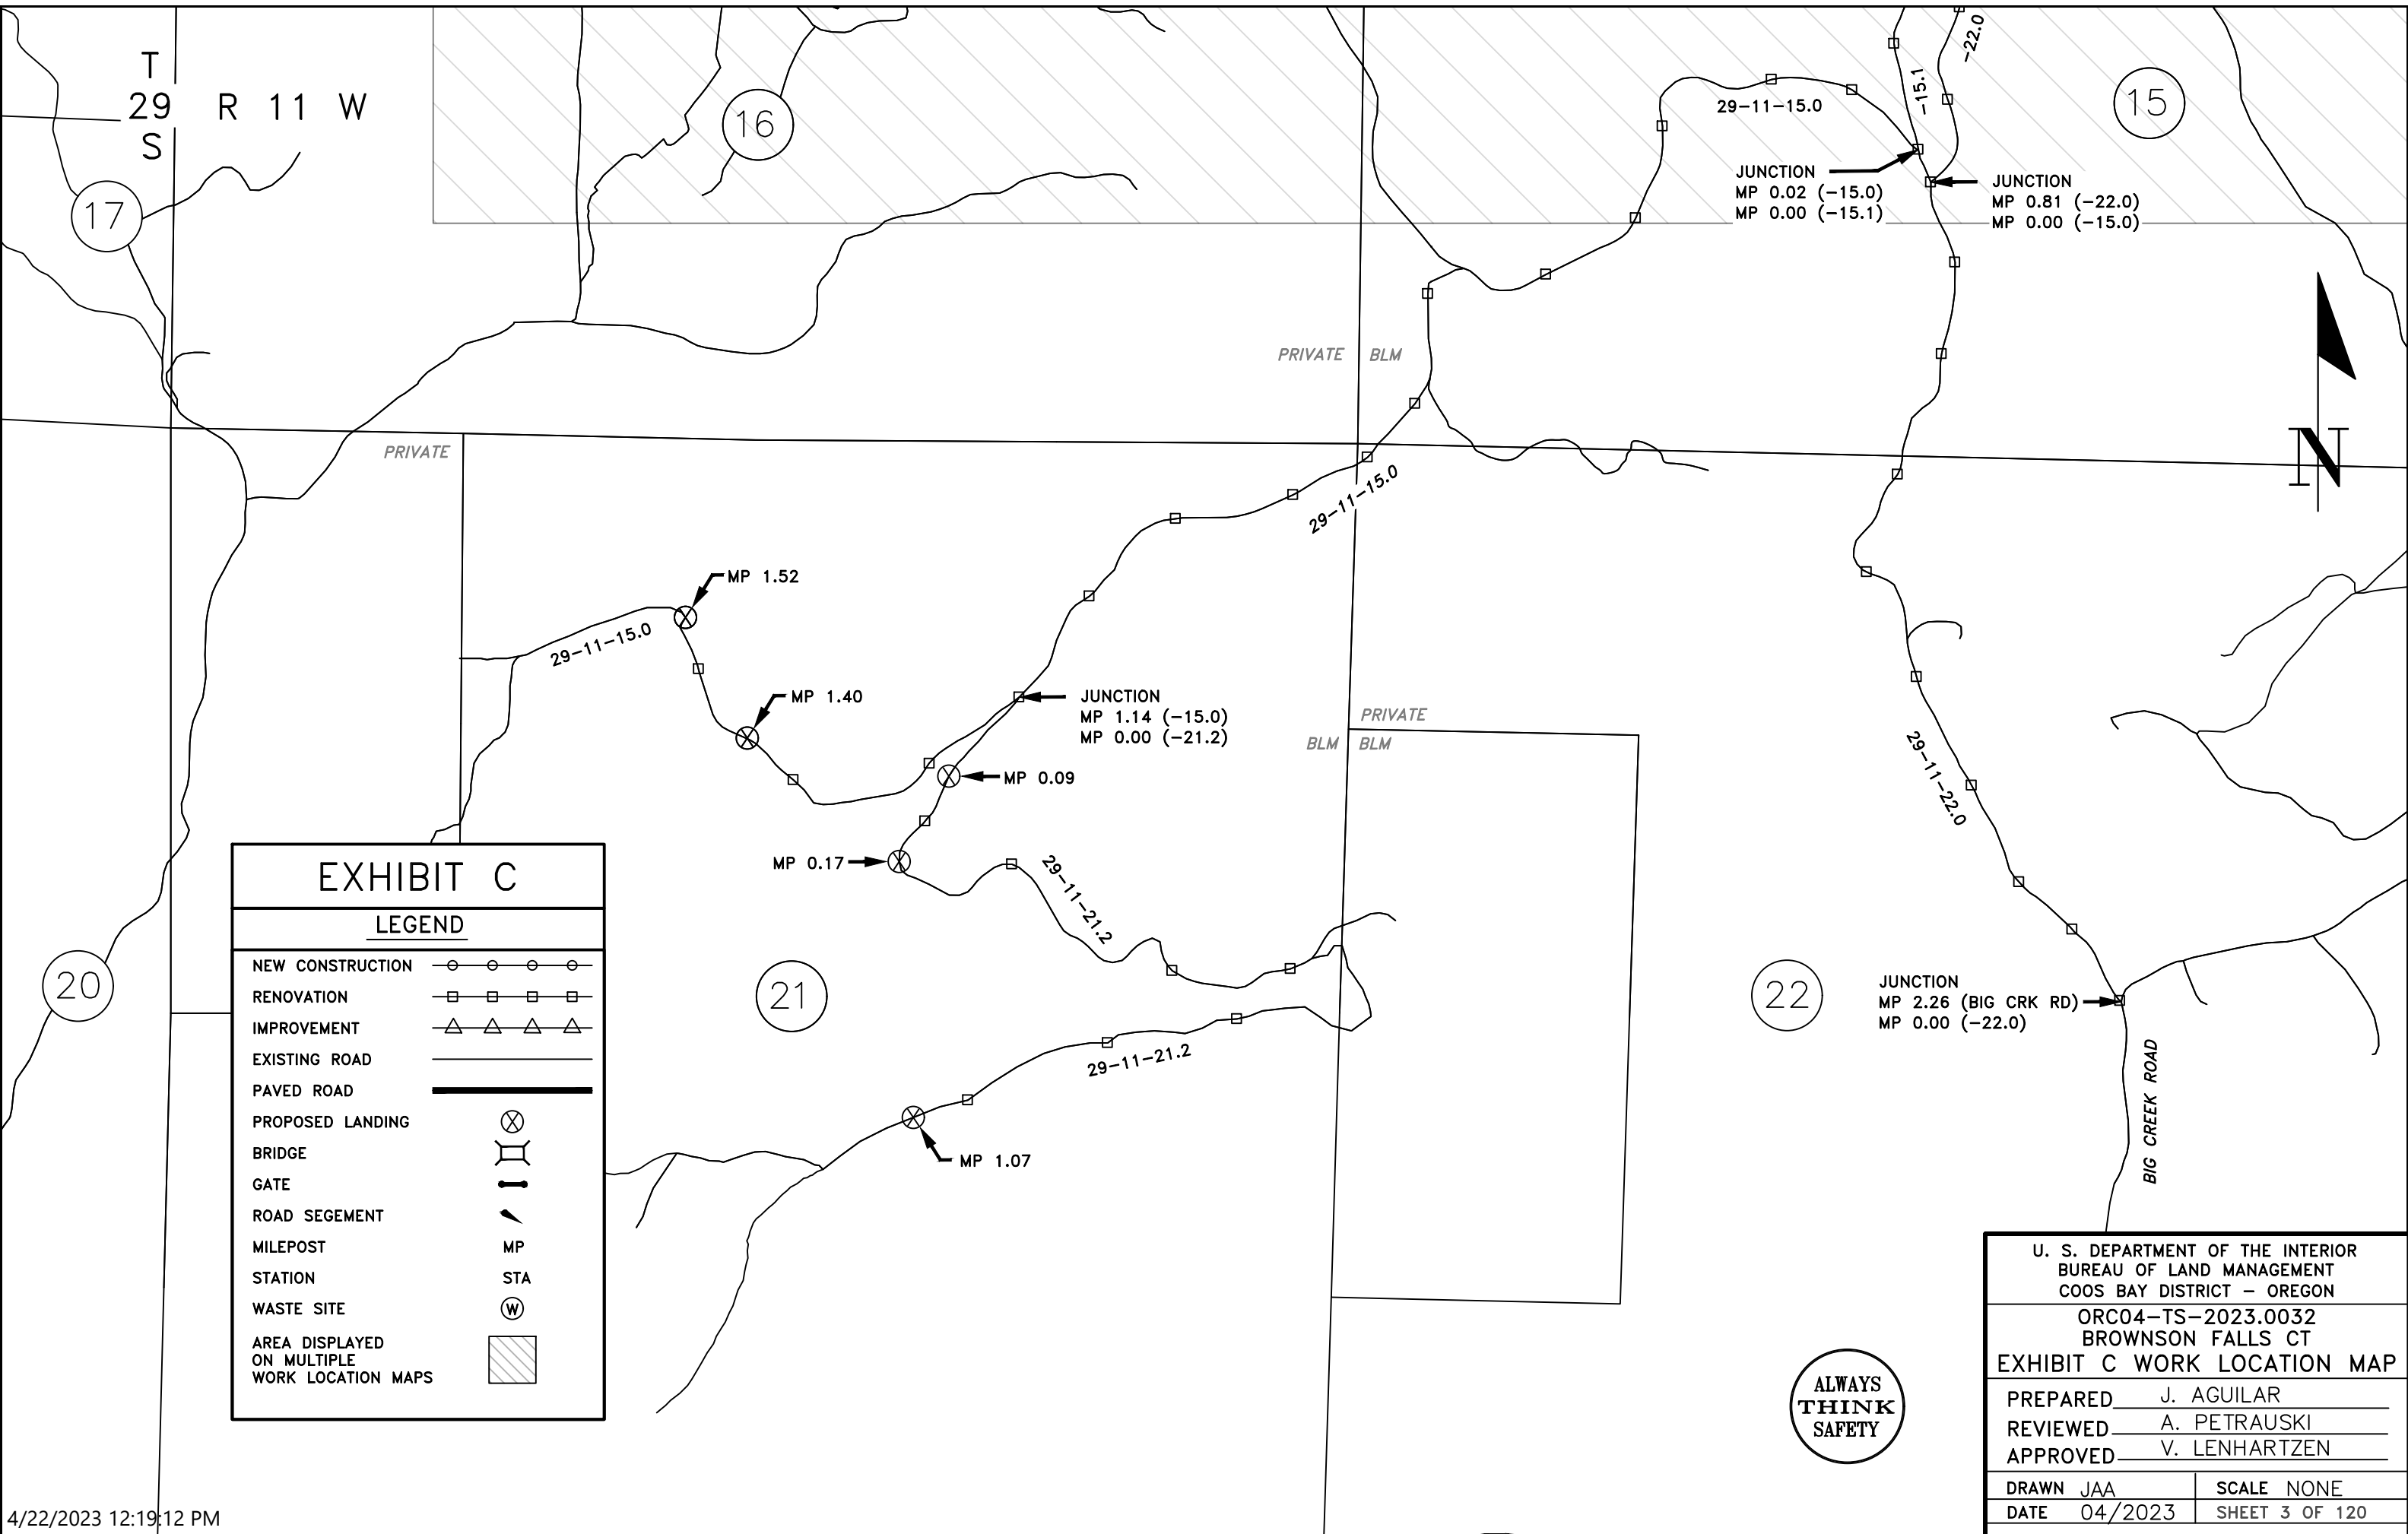 T
29 R 11 W
S
16
15
17
-22.0
-15.1
29-11-15.0
JUNCTION
MP 0.02 (-15.0)
MP 0.00 (-15.1)
JUNCTION
MP 0.81 (-22.0)
MP 0.00 (-15.0)
PRIVATE BLM
PRIVATE
29-11-15.0
N
MP 1.52
29-11-15.0
MP 1.40
JUNCTION
MP 1.14 (-15.0)
MP 0.00 (-21.2)
PRIVATE
BLM BLM
MP 0.09
MP 0.17
29-11-21.2
29-11-22.0
20
21
22
JUNCTION
MP 2.26 (BIG CRK RD)
MP 0.00 (-22.0)
29-11-21.2
BIG CREEK ROAD
MP 1.07
EXHIBIT C
LEGEND
NEW CONSTRUCTION
RENOVATION
IMPROVEMENT
EXISTING ROAD
PAVED ROAD
PROPOSED LANDING
BRIDGE
GATE
ROAD SEGEMENT
MILEPOST MP
STATION STA
WASTE SITE W
AREA DISPLAYED
ON MULTIPLE
WORK LOCATION MAPS
ALWAYS
THINK
SAFETY
U. S. DEPARTMENT OF THE INTERIOR
BUREAU OF LAND MANAGEMENT
COOS BAY DISTRICT - OREGON
ORC04-TS-2023.0032
BROWNSON FALLS CT
EXHIBIT C WORK LOCATION MAP
PREPARED J. AGUILAR
REVIEWED A. PETRAUSKI
APPROVED V. LENHARTZEN
DRAWN JAA SCALE NONE
DATE 04/2023 SHEET 3 OF 120
4/22/2023 12:19:12 PM